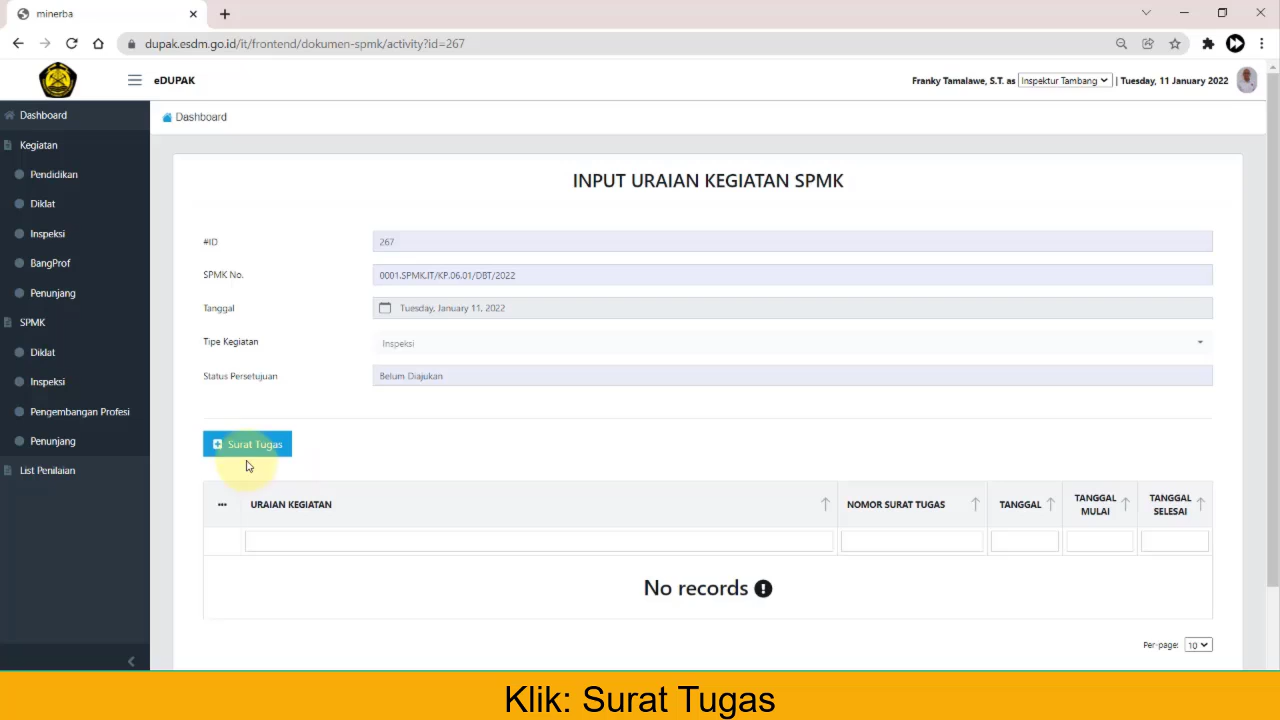 minerba
dupak.esdm.go.id/it/frontend/dokumen-spmk/activity?id=267
eDUPAK
Franky Tamalawe, S.T. as Inspektur Tambang | Tuesday, 11 January 2022
Dashboard
Kegiatan
Pendidikan
Diklat
Inspeksi
BangProf
Penunjang
SPMK
Diklat
Inspeksi
Pengembangan Profesi
Penunjang
List Penilaian
Dashboard
INPUT URAIAN KEGIATAN SPMK
#ID 267
SPMK No. 0001.SPMK.IT/KP.06.01/DBT/2022
Tanggal Tuesday, January 11, 2022
Tipe Kegiatan Inspeksi
Status Persetujuan Belum Diajukan
Surat Tugas
URAIAN KEGIATAN NOMOR SURAT TUGAS TANGGAL TANGGAL MULAI TANGGAL SELESAI
No records
Per-page: 10
Klik: Surat Tugas